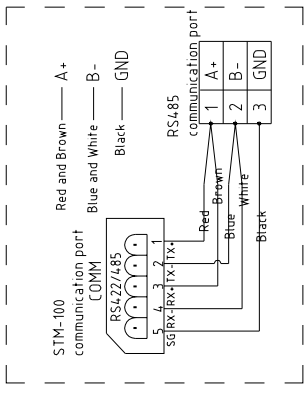 Red and Brown A+
Blue and White B-
Black GND
RS485
communication port
1 A+
2 B-
3 GND
Red
Brown
Blue
White
Black
STM-100
communication port
COMM
RS422/485
1 TX+
2 TX-
3 RX+
4 RX-
5 SG